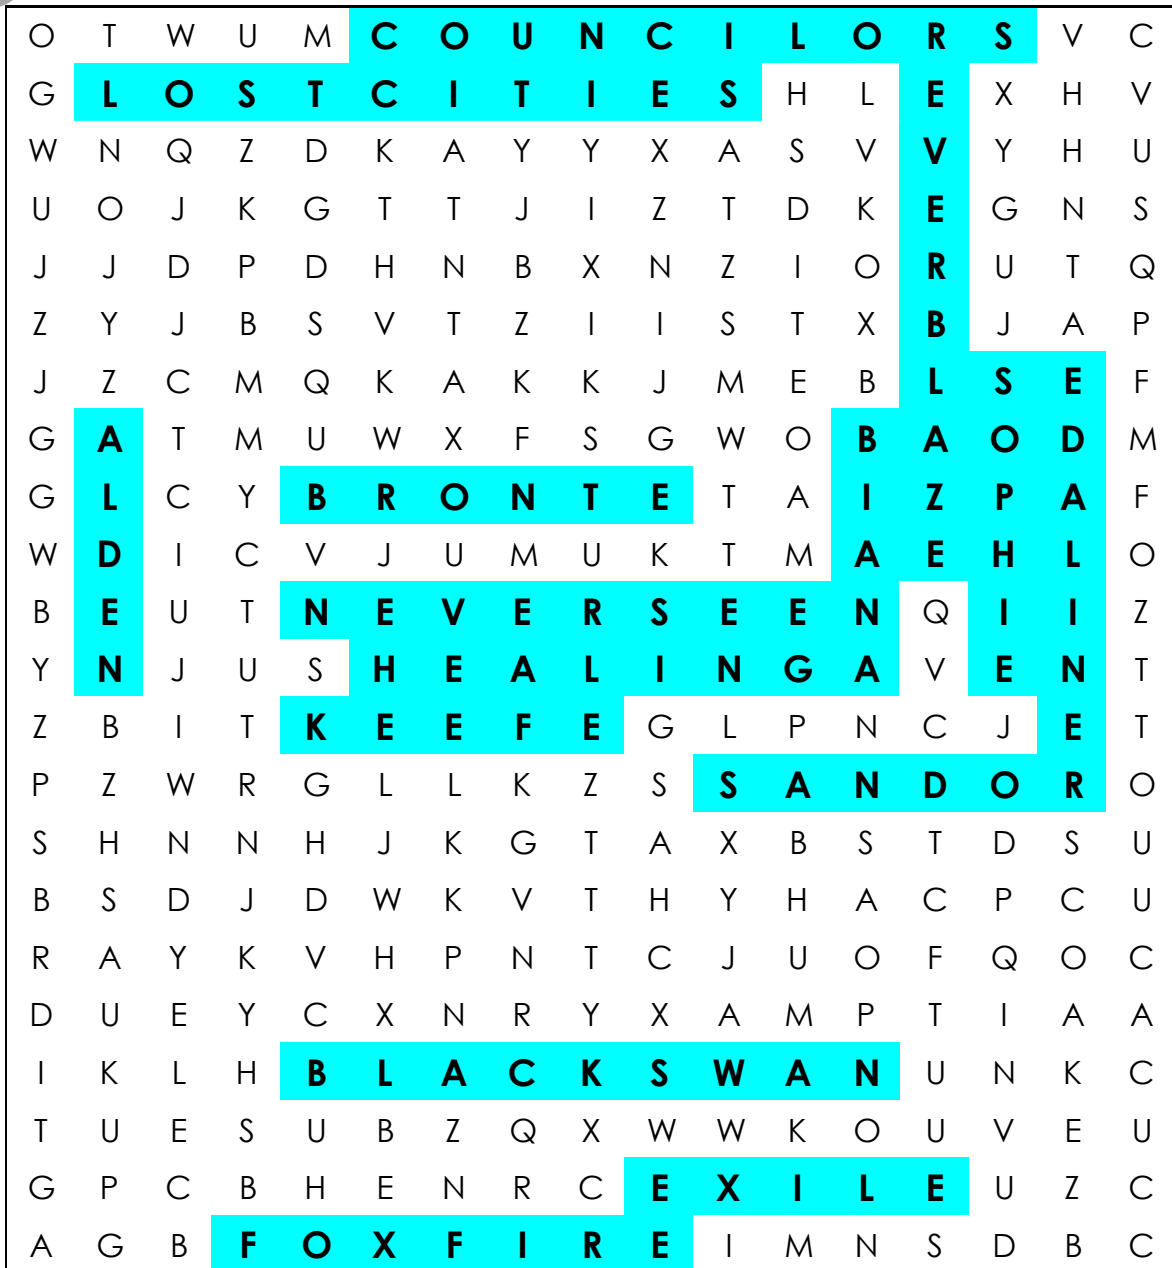 O T W U M C O U N C I L O R S V C
G L O S T C I T I E S H L E X H V
W N Q Z D K A Y Y X A S V V Y H U
U O J K G T T J I Z T D K E G N S
J J D P D H N B X N Z I O R U T Q
Z Y J B S V T Z I I S T X B J A P
J Z C M Q K A K K J M E B L S E F
G A T M U W X F S G W O B A O D M
G L C Y B R O N T E T A I Z P A F
W D I C V J U M U K T M A E H L O
B E U T N E V E R S E E N Q I I Z
Y N J U S H E A L I N G A V E N T
Z B I T K E E F E G L P N C J E T
P Z W R G L L K Z S S A N D O R O
S H N N H J K G T A X B S T D S U
B S D J D W K V T H Y H A C P C U
R A Y K V H P N T C J U O F Q O C
D U E Y C X N R Y X A M P T I A A
I K L H B L A C K S W A N U N K C
T U E S U B Z Q X W W K O U V E U
G P C B H E N R C E X I L E U Z C
A G B F O X F I R E I M N S D B C